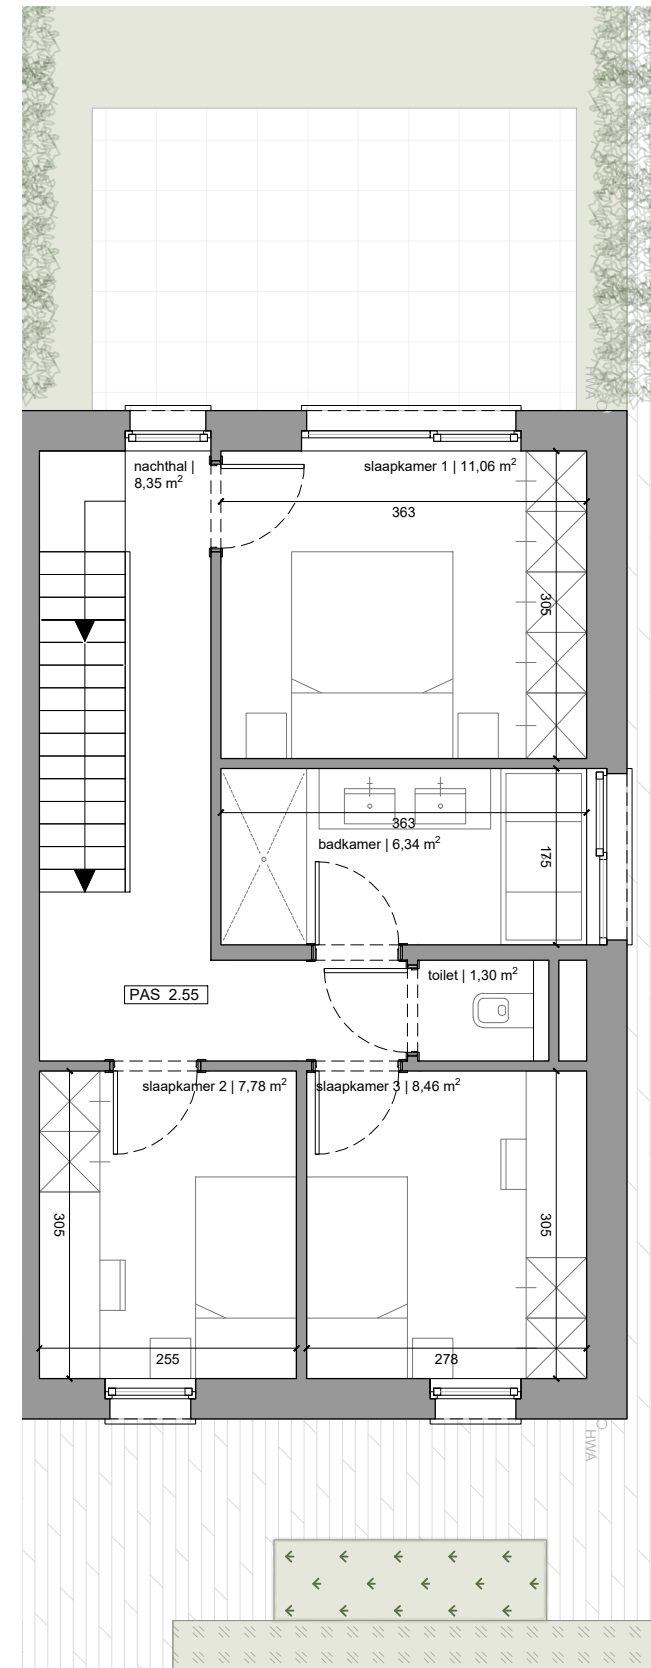 HWA
nachthal |
8,35 m²
slaapkamer 1 | 11,06 m²
363
305
363
badkamer | 6,34 m²
175
toilet | 1,30 m²
PAS 2.55
slaapkamer 2 | 7,78 m²
slaapkamer 3 | 8,46 m²
305
305
255
278
HWA